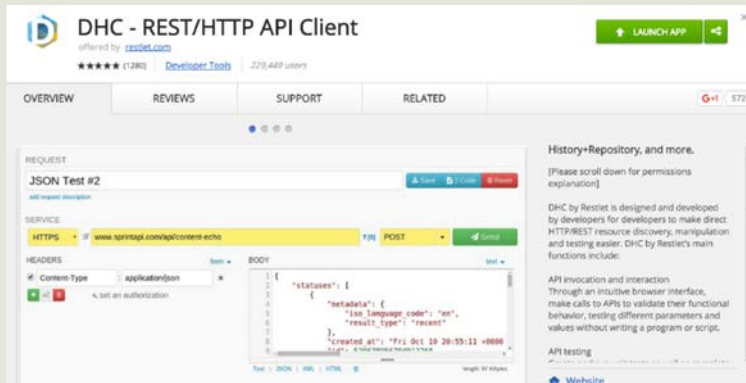 DHC - REST/HTTP API Client
offered by restlet.com
★★★★★ (1280) Developer Tools 229,449 users
LAUNCH APP
OVERVIEW REVIEWS SUPPORT RELATED
G+1 572
REQUEST
JSON Test #2
Save 2 Code Reset
add request description
SERVICE
HTTPS :// www.sprintapi.com/api/content-echo POST Send
HEADERS form BODY text
Content-Type : application/json x
set an authorization
1 {
2 "statuses": [
3 {
4 "metadata": {
5 "iso_language_code": "en",
6 "result_type": "recent"
7 },
8 "created_at": "Fri Oct 10 20:55:11 +0000
9
Text | JSON | XML | HTML
length: 97 Kbytes
History+Repository, and more.
[Please scroll down for permissions
explanation]
DHC by Restlet is designed and developed
by developers for developers to make direct
HTTP/REST resource discovery, manipulation
and testing easier. DHC by Restlet's main
functions include:
API invocation and interaction
Through an intuitive browser interface,
make calls to APIs to validate their functional
behavior, testing different parameters and
values without writing a program or script.
API testing
Website